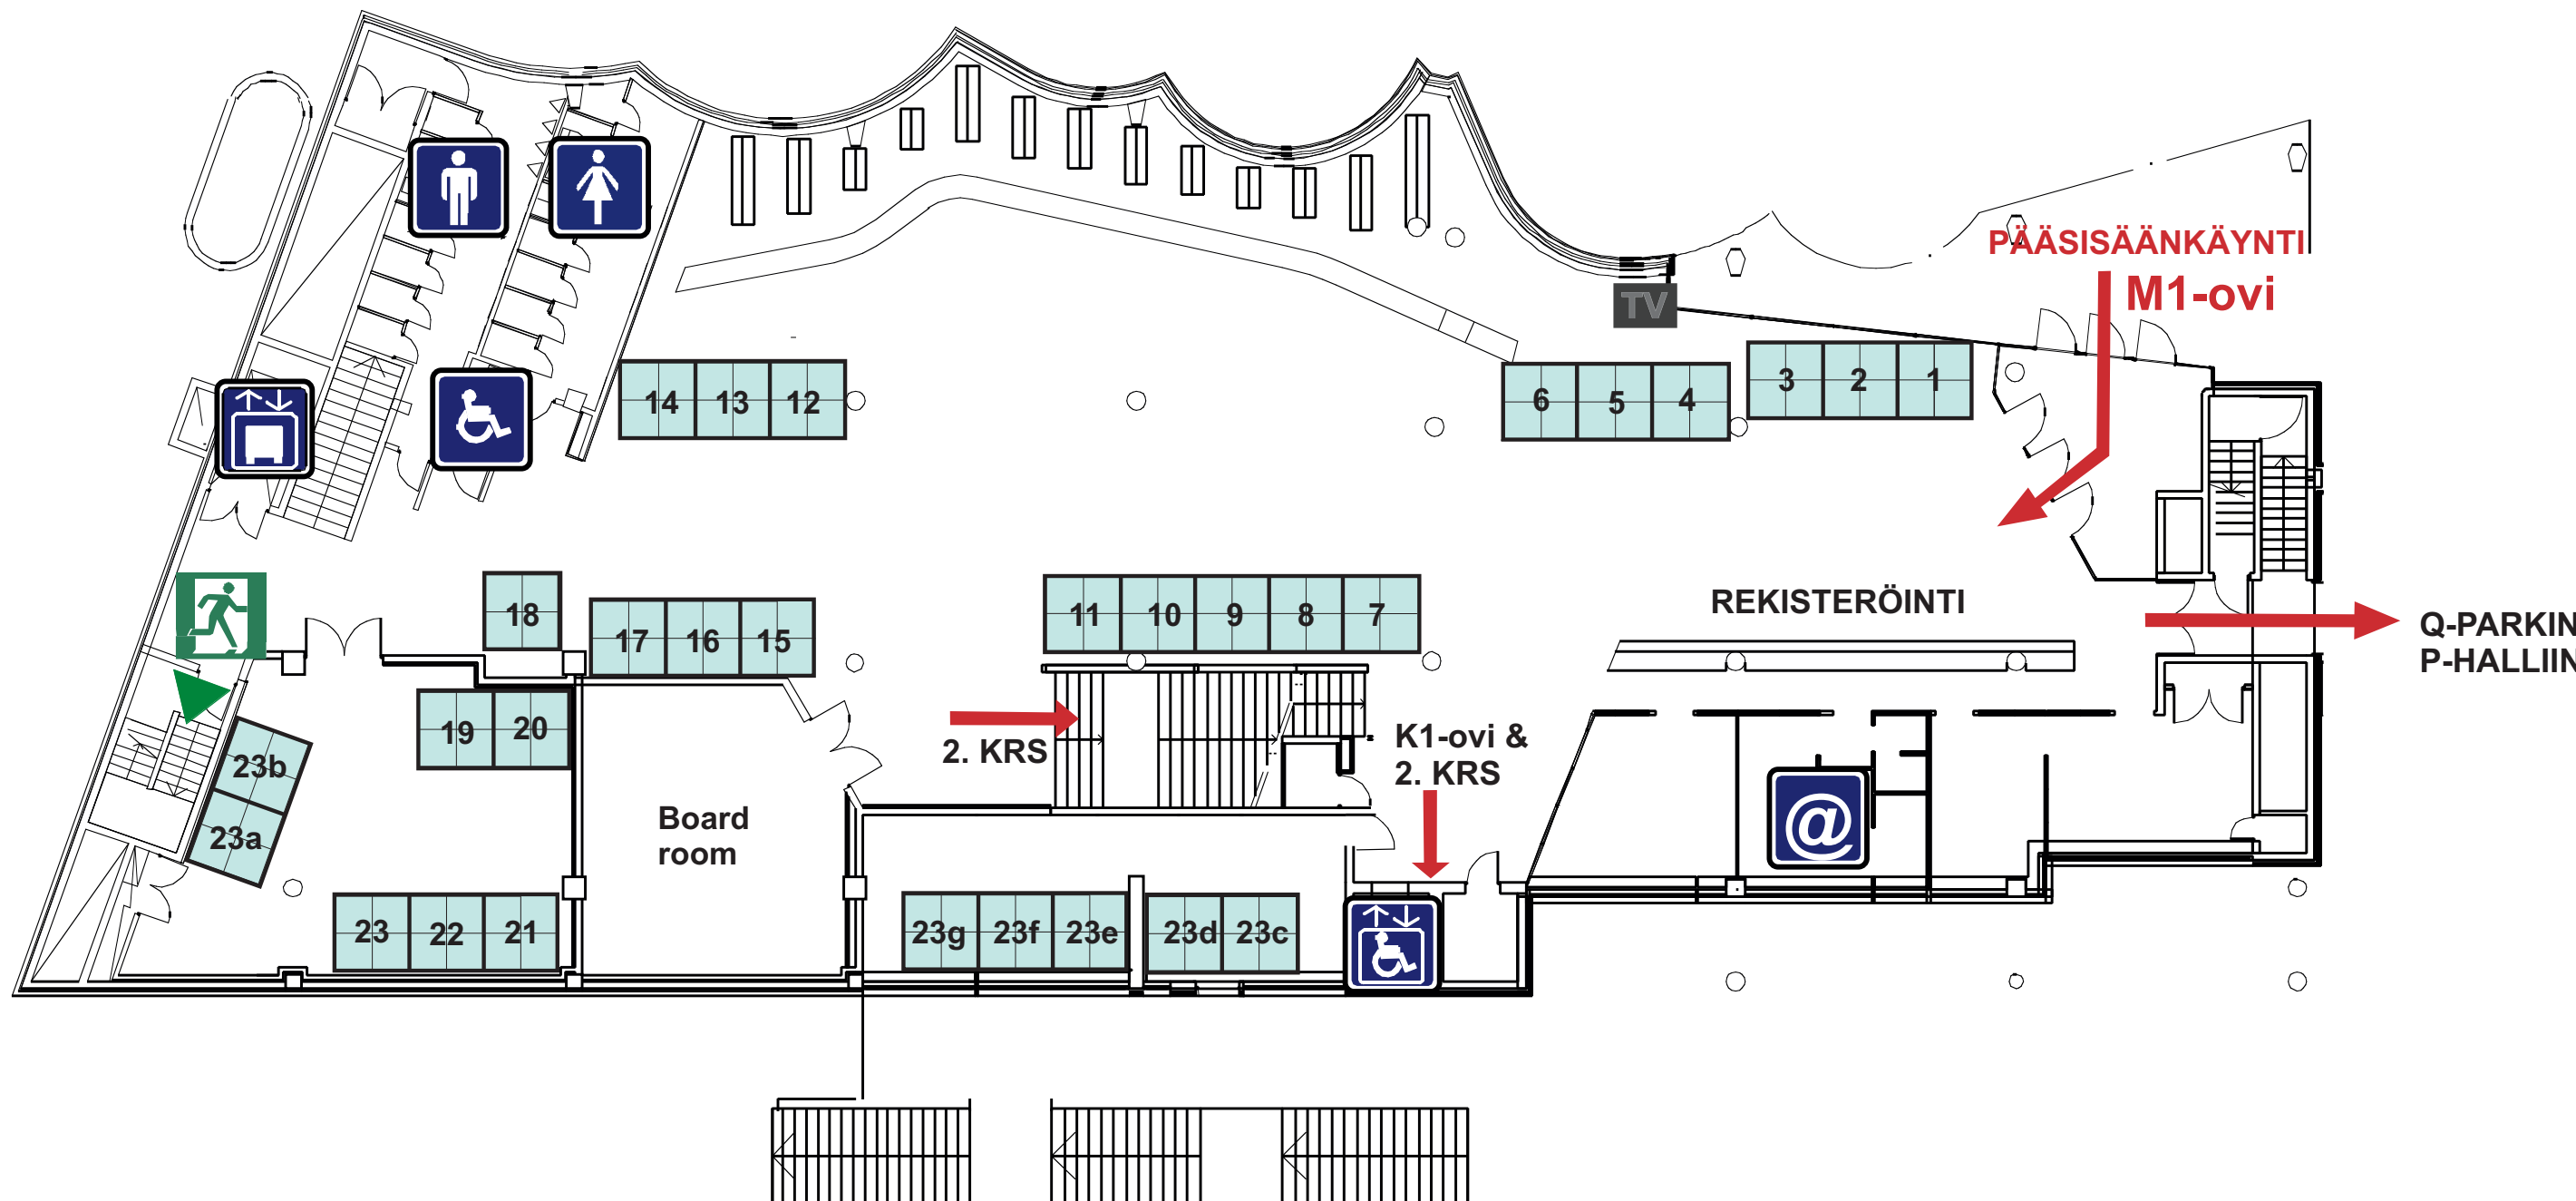 PÄÄSISÄÄNKÄYNTI
M1-ovi
TV
14 13 12
6 5 4
3 2 1
18
17 16 15
11 10 9 8 7
REKISTERÖINTI
Q-PARKIN
P-HALLIIN
19 20
2. KRS
K1-ovi &
2. KRS
23b
23a
Board
room
@
23 22 21
23g 23f 23e
23d 23c